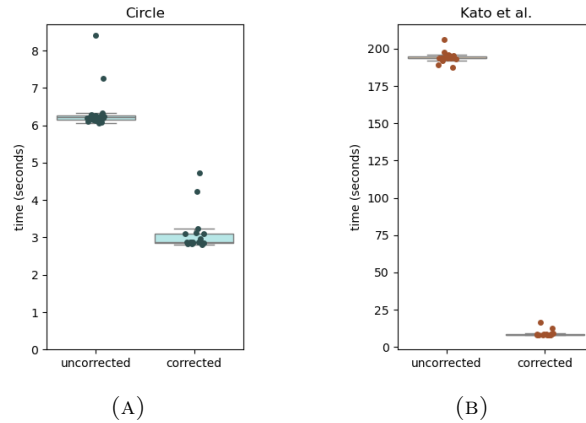 Circle
8
7
6
5
4
3
2
1
0
time (seconds)
uncorrected corrected
(A)
Kato et al.
200
175
150
125
100
75
50
25
0
time (seconds)
uncorrected corrected
(B)